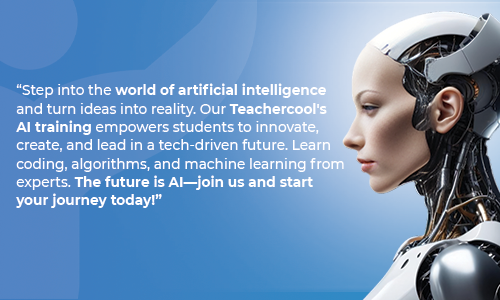 “Step into the world of artificial intelligence
and turn ideas into reality. Our Teachercool's
AI training empowers students to innovate,
create, and lead in a tech-driven future. Learn
coding, algorithms, and machine learning from
experts. The future is AI—join us and start
your journey today!”